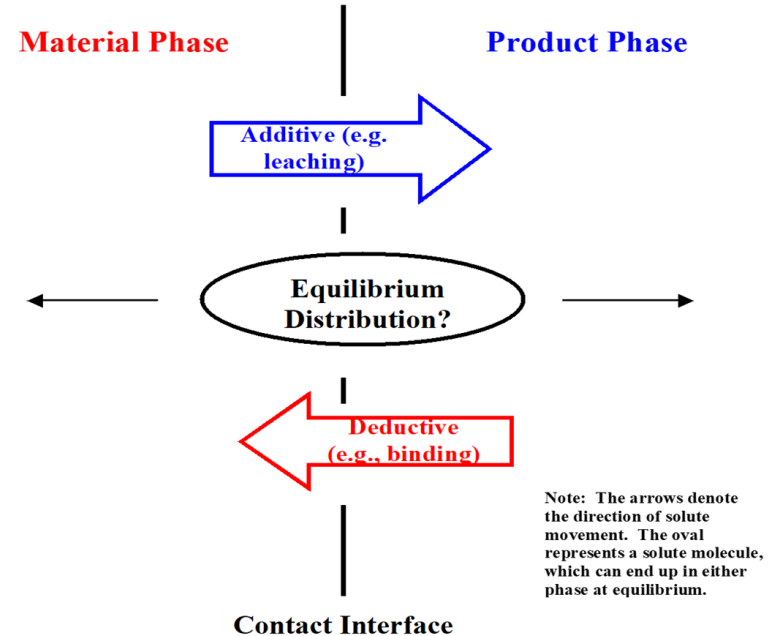 Material Phase
Product Phase
Additive (e.g.
leaching)
Equilibrium
Distribution?
Deductive
(e.g., binding)
Note:  The arrows denote
the direction of solute
movement.  The oval
represents a solute molecule,
which can end up in either
phase at equilibrium.
Contact Interface